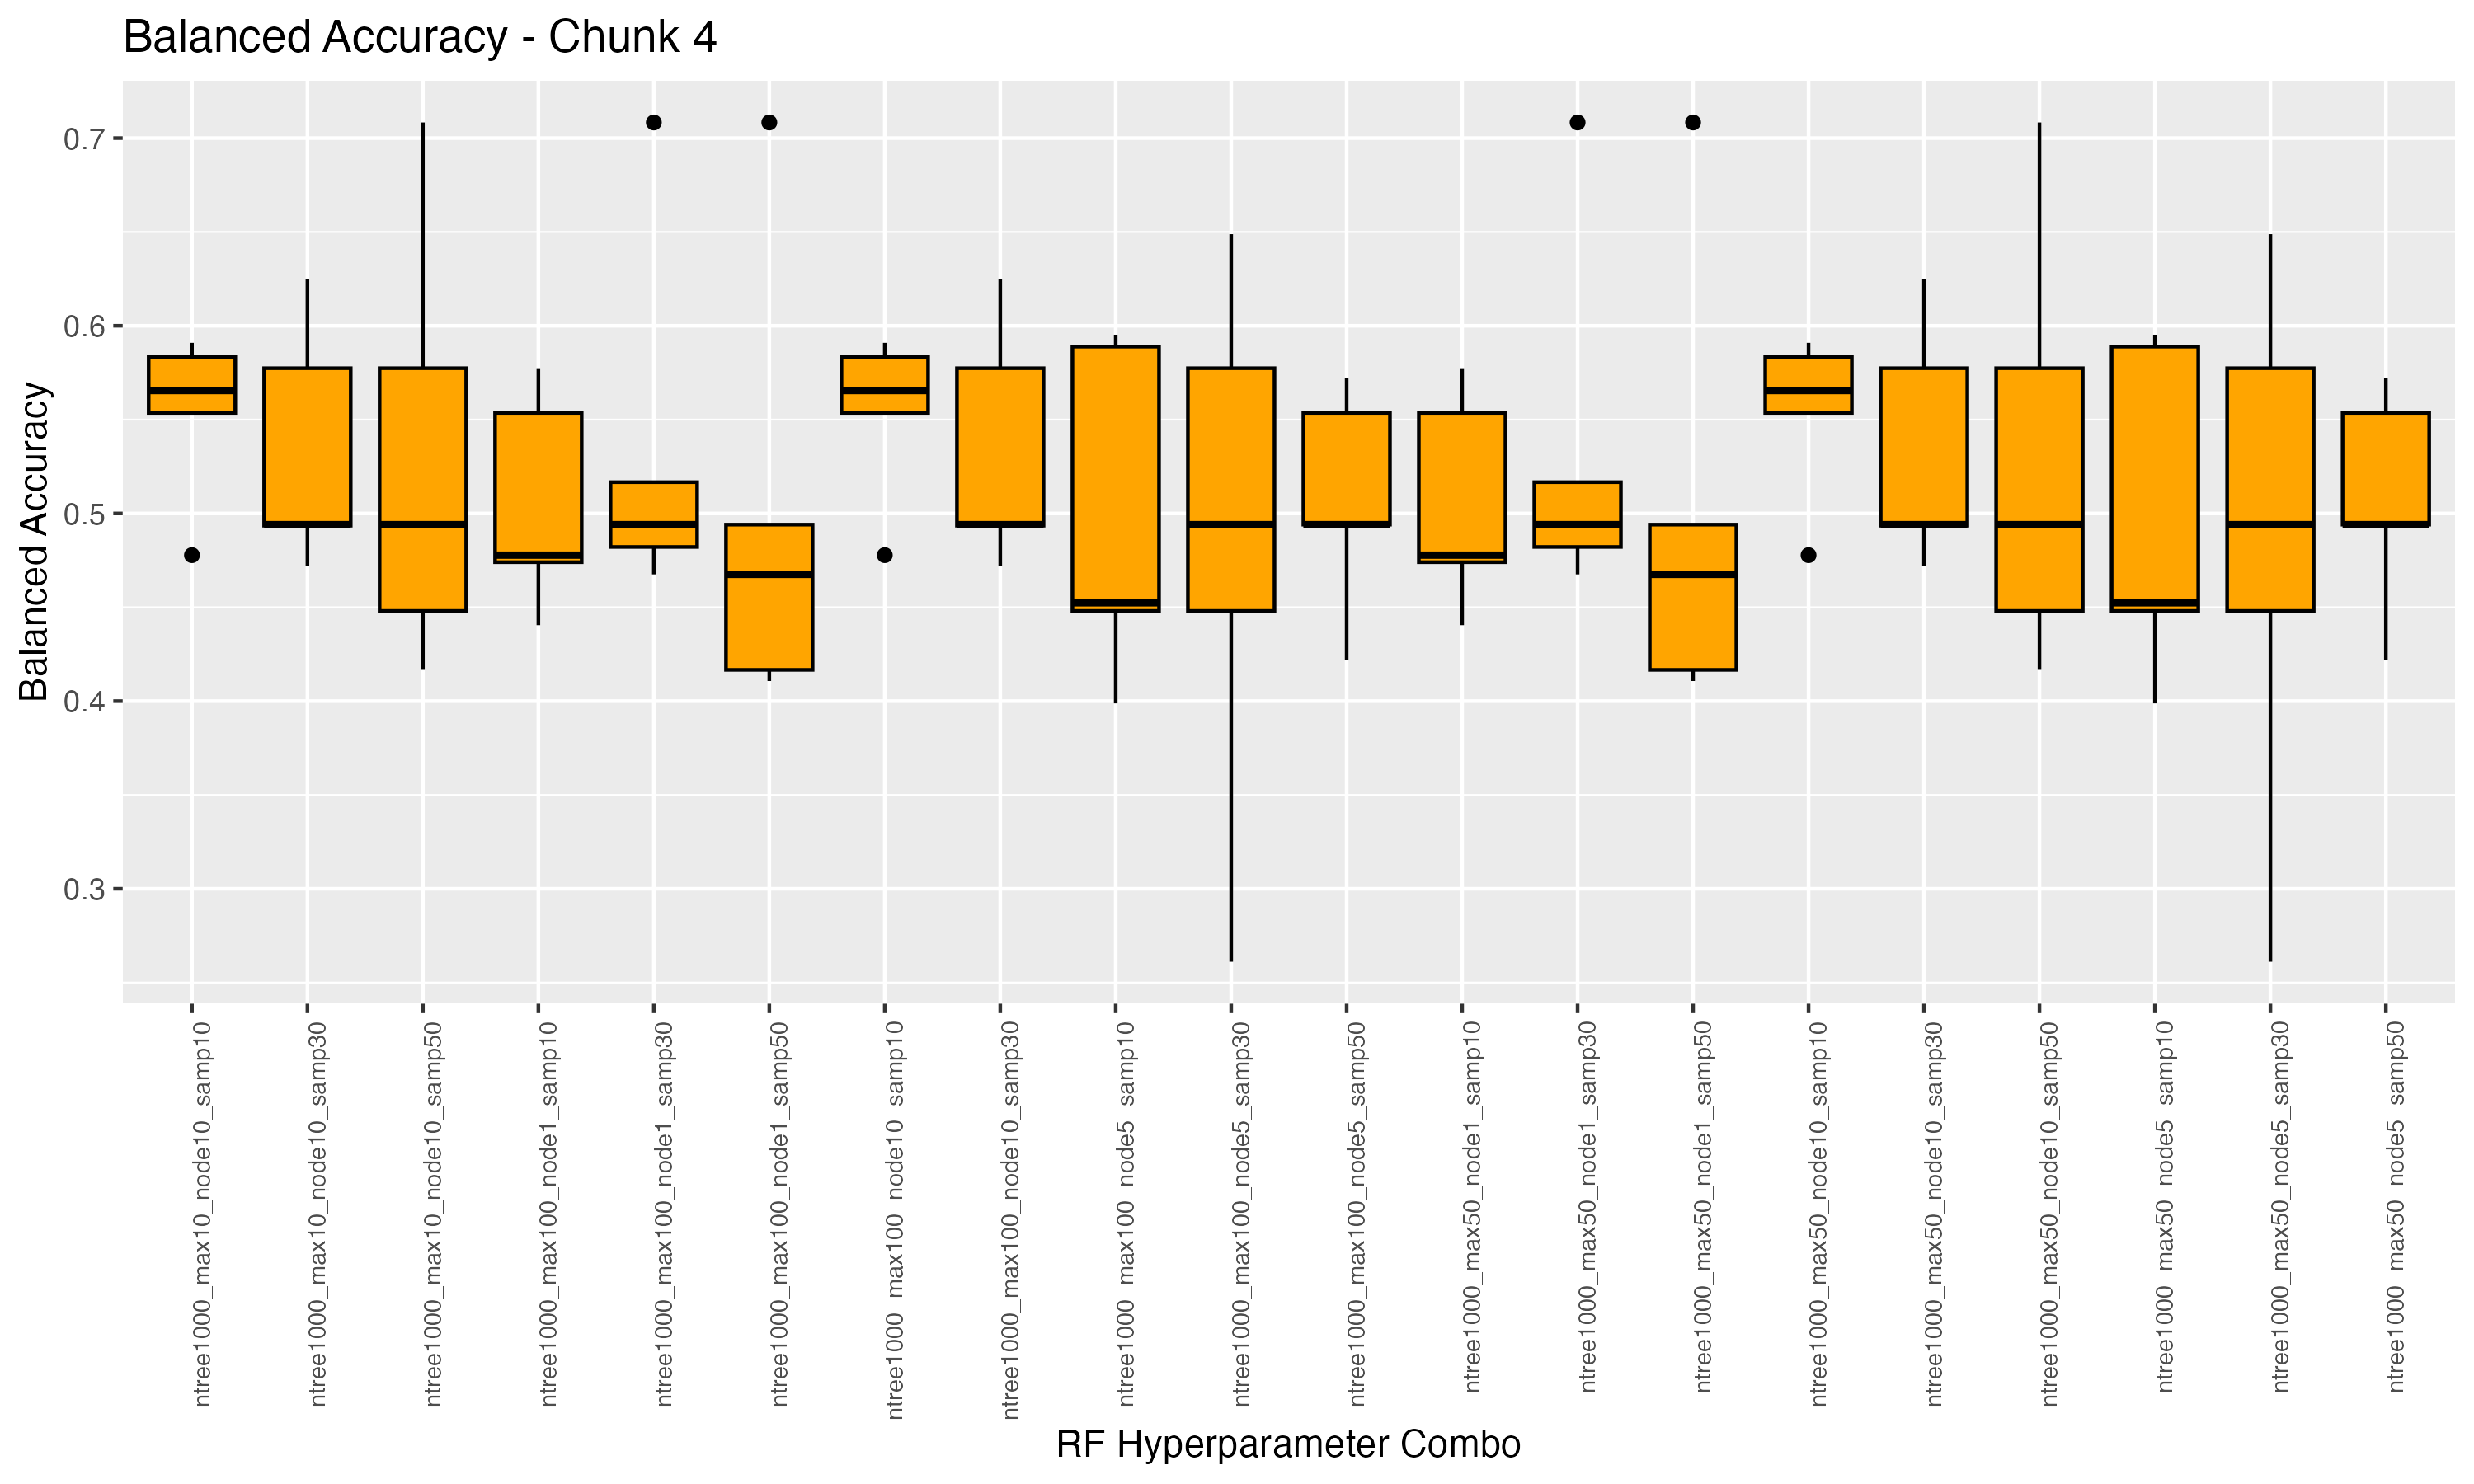 Balanced Accuracy - Chunk 4
Balanced Accuracy
0.7
0.6
0.5
0.4
0.3
ntree1000_max10_node10_samp10
ntree1000_max10_node10_samp30
ntree1000_max10_node10_samp50
ntree1000_max100_node1_samp10
ntree1000_max100_node1_samp30
ntree1000_max100_node1_samp50
ntree1000_max100_node10_samp10
ntree1000_max100_node10_samp30
ntree1000_max100_node5_samp10
ntree1000_max100_node5_samp30
ntree1000_max100_node5_samp50
ntree1000_max50_node1_samp10
ntree1000_max50_node1_samp30
ntree1000_max50_node1_samp50
ntree1000_max50_node10_samp10
ntree1000_max50_node10_samp30
ntree1000_max50_node10_samp50
ntree1000_max50_node5_samp10
ntree1000_max50_node5_samp30
ntree1000_max50_node5_samp50
RF Hyperparameter Combo